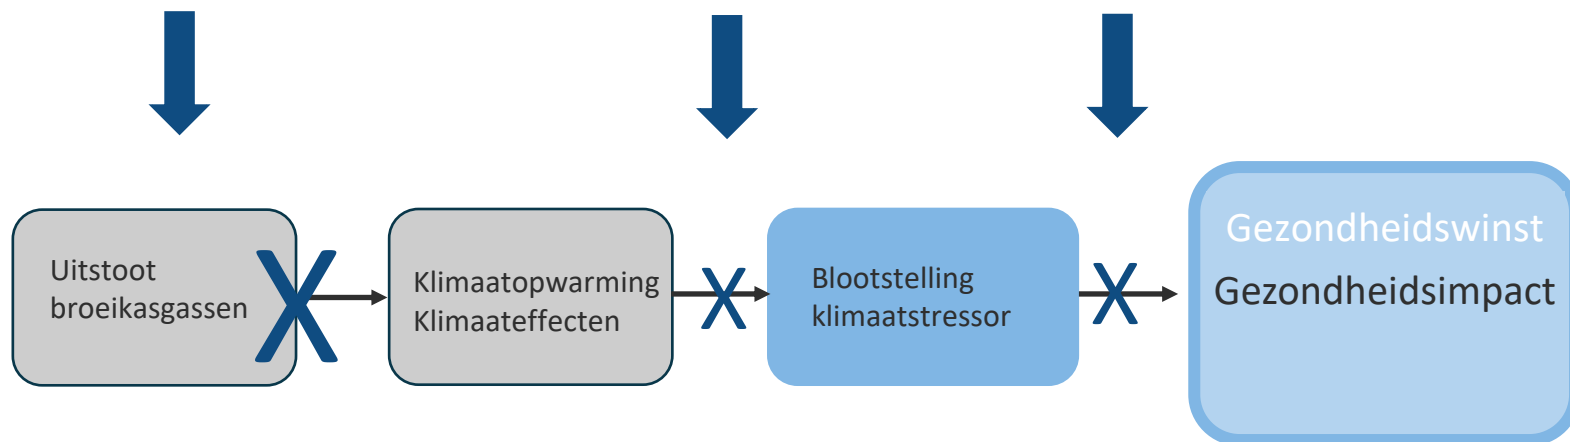 Uitstoot
broeikasgassen
X
Klimaatopwarming
Klimaateffecten
X
Blootstelling
klimaatstressor
X
Gezondheidswinst
Gezondheidsimpact